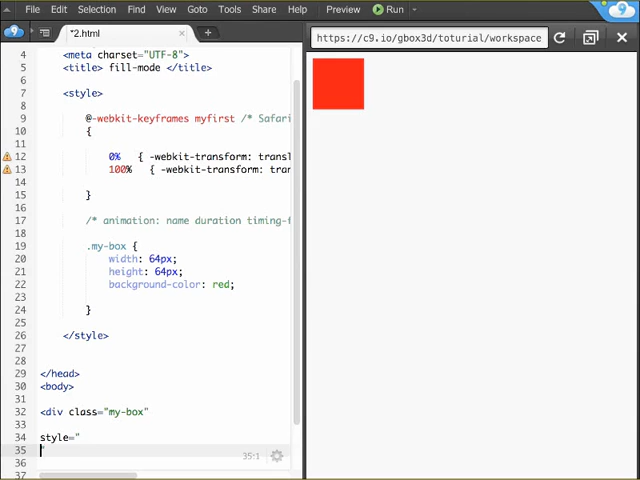 File Edit Selection Find View Goto Tools Share Help Preview Run
*2.html
https://c9.io/gbox3d/toturial/workspace
4 <meta charset="UTF-8">
5 <title> fill-mode </title>
6
7 <style>
8
9 @-webkit-keyframes myfirst /* Safari
10 {
11
12 0% { -webkit-transform: transl
13 100% { -webkit-transform: tran
14
15 }
16
17 /* animation: name duration timing-f
18
19 .my-box {
20 width: 64px;
21 height: 64px;
22 background-color: red;
23
24 }
25
26 </style>
27
28
29 </head>
30 <body>
31
32 <div class="my-box"
33
34 style="
35 "
36
37
35:1